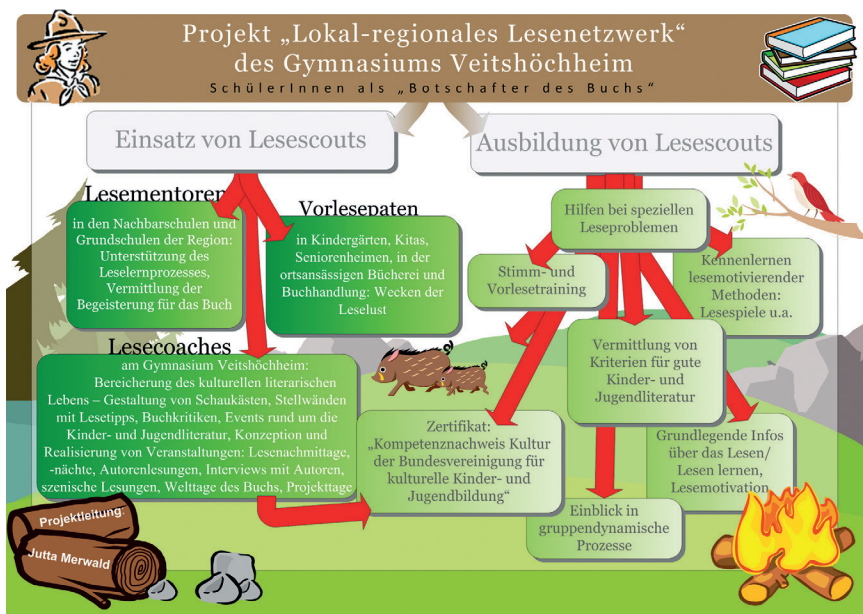 Projekt „Lokal-regionales Lesenetzwerk“
des Gymnasiums Veitshöchheim
SchülerInnen als „Botschafter des Buchs“
Einsatz von Lesescouts
Lesementoren
in den Nachbarschulen und
Grundschulen der Region:
Unterstützung des
Leselernprozesses,
Vermittlung der
Begeisterung für das Buch
Vorlesepaten
in Kindergärten, Kitas,
Seniorenheimen, in der
ortsansässigen Bücherei und
Buchhandlung: Wecken der
Leselust
Lesecoaches
am Gymnasium Veitshöchheim:
Bereicherung des kulturellen literarischen
Lebens – Gestaltung von Schaukästen, Stellwänden
mit Lesetipps, Buchkritiken, Events rund um die
Kinder- und Jugendliteratur, Konzeption und
Realisierung von Veranstaltungen: Lesenachmittage,
-nächte, Autorenlesungen, Interviews mit Autoren,
szenische Lesungen, Welttage des Buchs, Projekttage
Ausbildung von Lesescouts
Hilfen bei speziellen
Leseproblemen
Stimm- und
Vorlesetraining
Kennenlernen
lesemotivierender
Methoden:
Lesespiele u.a.
Vermittlung von
Kriterien für gute
Kinder- und
Jugendliteratur
Zertifikat:
„Kompetenznachweis Kultur
der Bundesvereinigung für
kulturelle Kinder- und
Jugendbildung“
Grundlegende Infos
über das Lesen/
Lesen lernen,
Lesemotivation
Einblick in
gruppendynamische
Prozesse
Projektleitung:
Jutta Merwald